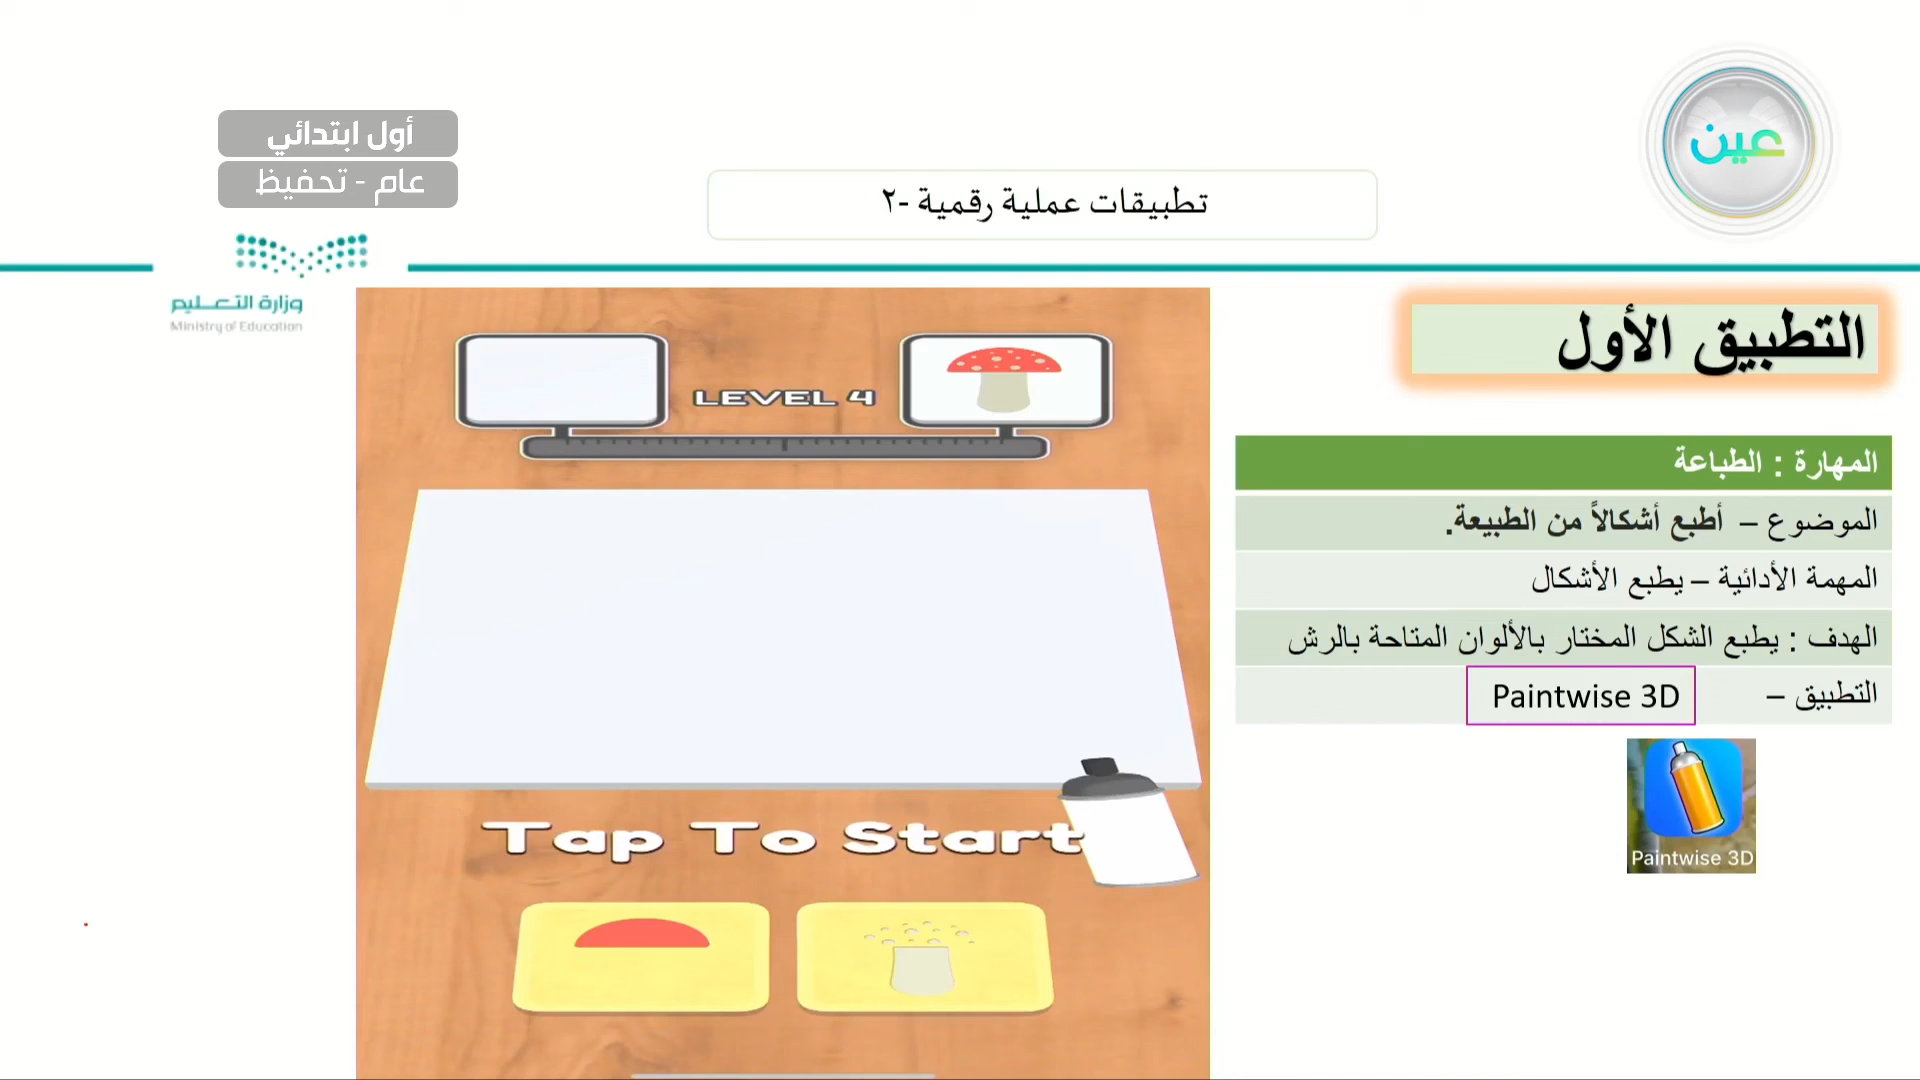 عين
أول ابتدائي
عام - تحفيظ
تطبيقات عملية رقمية -٢
وزارة التعـــليم
Ministry of Education
التطبيق الأول
المهارة : الطباعة
الموضوع – أطبع أشكالاً من الطبيعة.
المهمة الأدائية – يطبع الأشكال
الهدف : يطبع الشكل المختار بالألوان المتاحة بالرش
التطبيق – Paintwise 3D
Paintwise 3D
LEVEL 4
Tap To Start